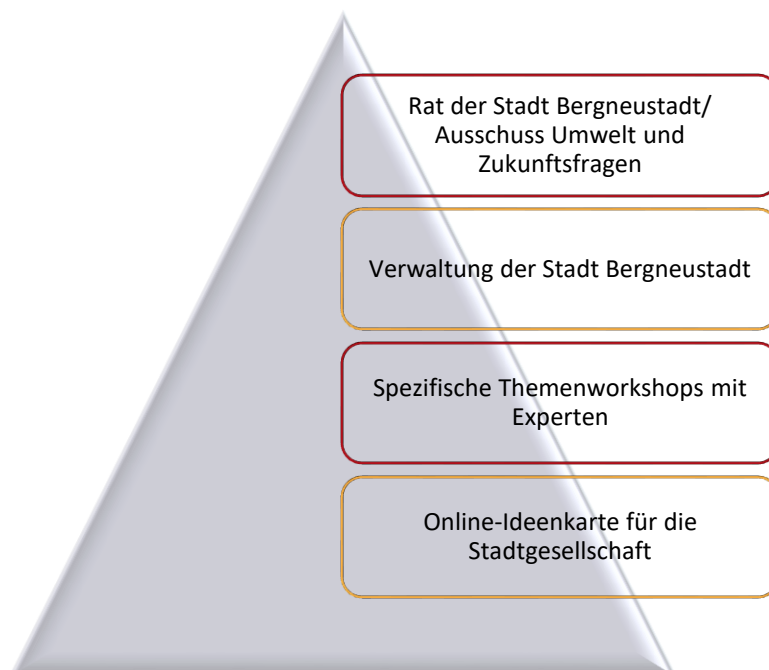 Rat der Stadt Bergneustadt/
Ausschuss Umwelt und
Zukunftsfragen
Verwaltung der Stadt Bergneustadt
Spezifische Themenworkshops mit
Experten
Online-Ideenkarte für die
Stadtgesellschaft